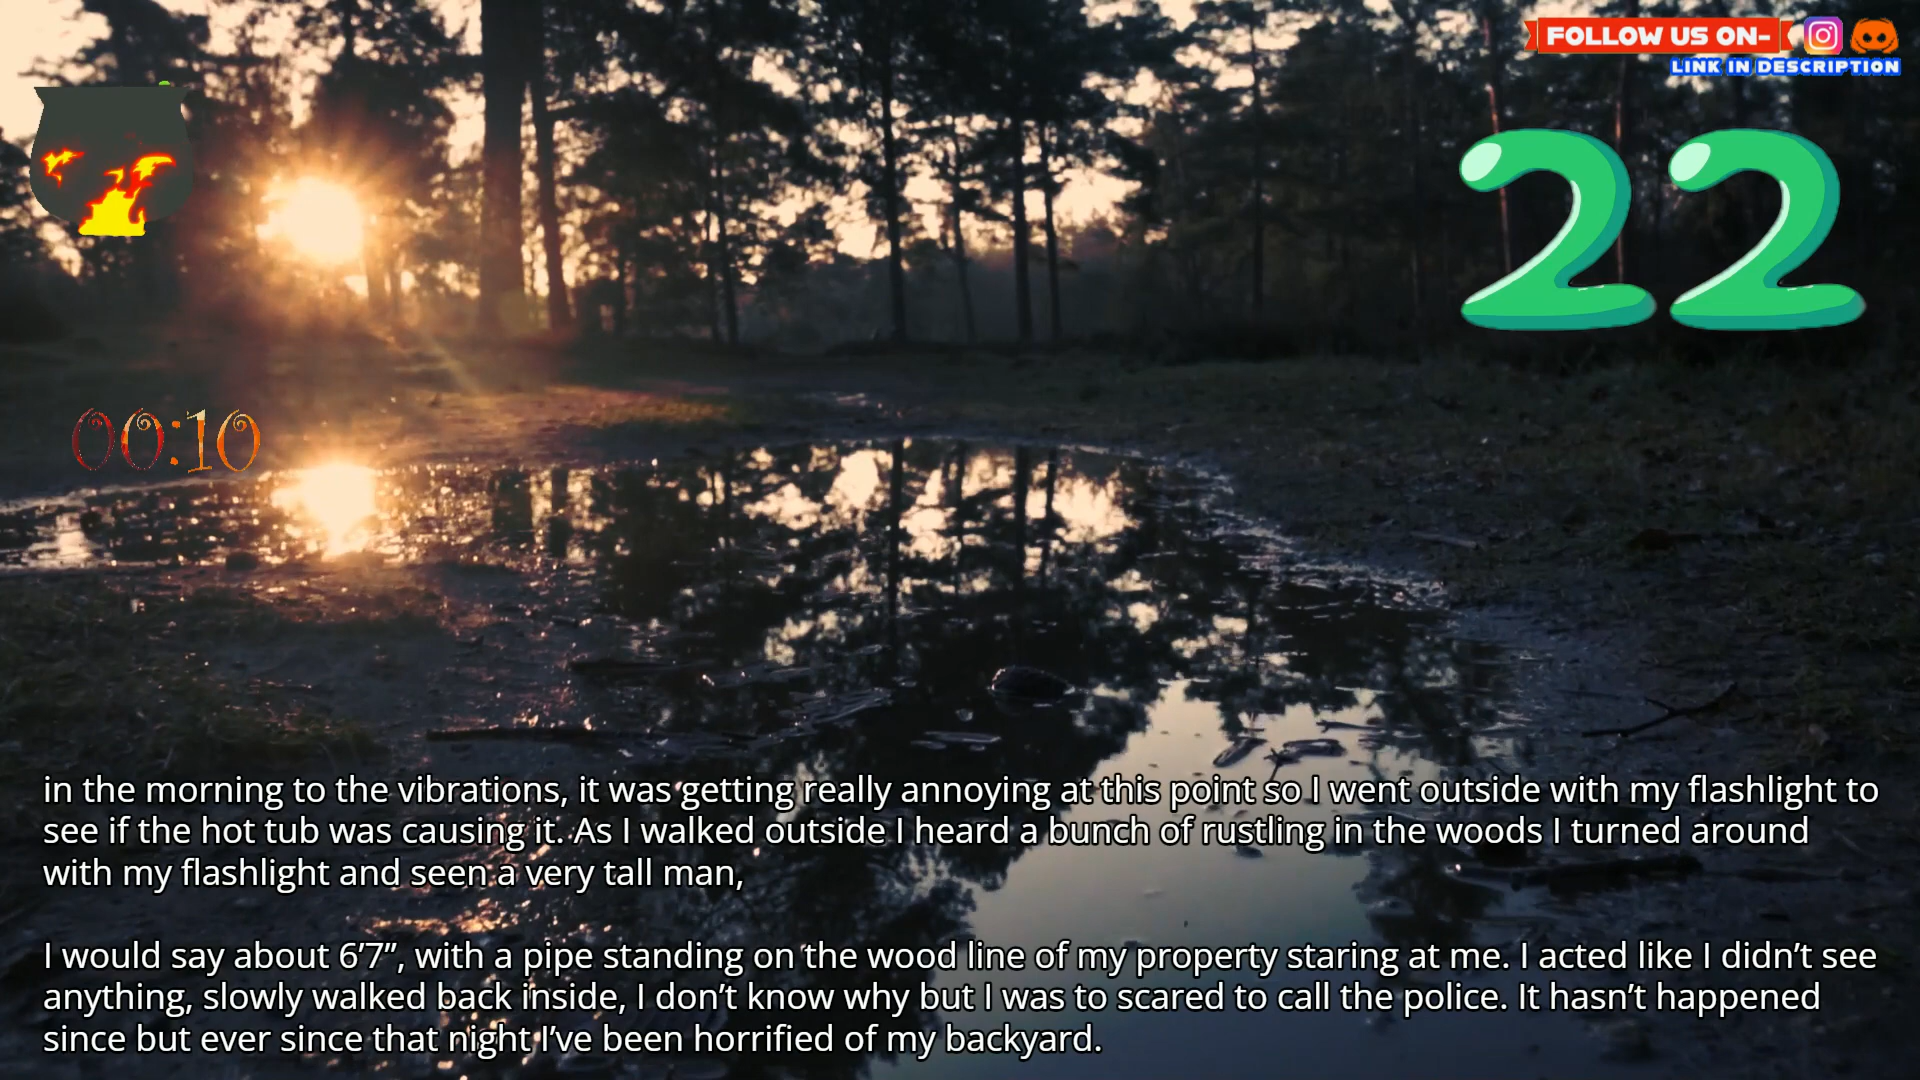 FOLLOW US ON-
LINK IN DESCRIPTION
22
00:10
in the morning to the vibrations, it was getting really annoying at this point so I went outside with my flashlight to
see if the hot tub was causing it. As I walked outside I heard a bunch of rustling in the woods I turned around
with my flashlight and seen a very tall man,
I would say about 6’7”, with a pipe standing on the wood line of my property staring at me. I acted like I didn’t see
anything, slowly walked back inside, I don’t know why but I was to scared to call the police. It hasn’t happened
since but ever since that night I’ve been horrified of my backyard.